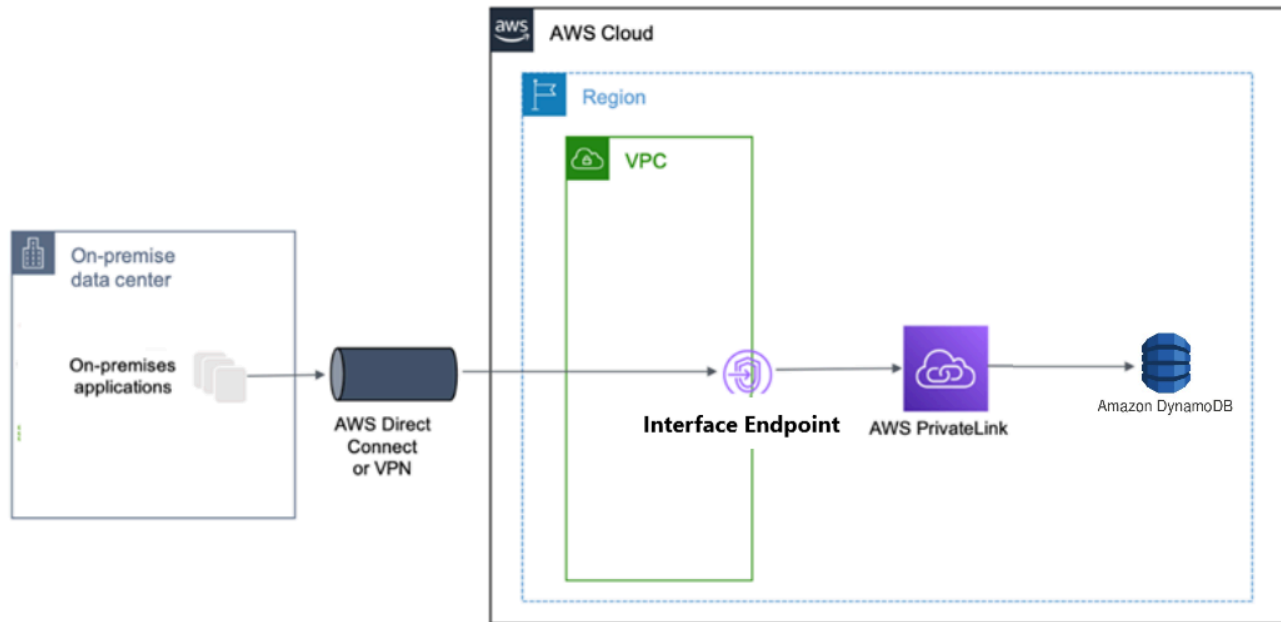 aws
AWS Cloud
Region
VPC
On-premise
data center
On-premises
applications
AWS Direct
Connect
or VPN
Interface Endpoint
AWS PrivateLink
Amazon DynamoDB